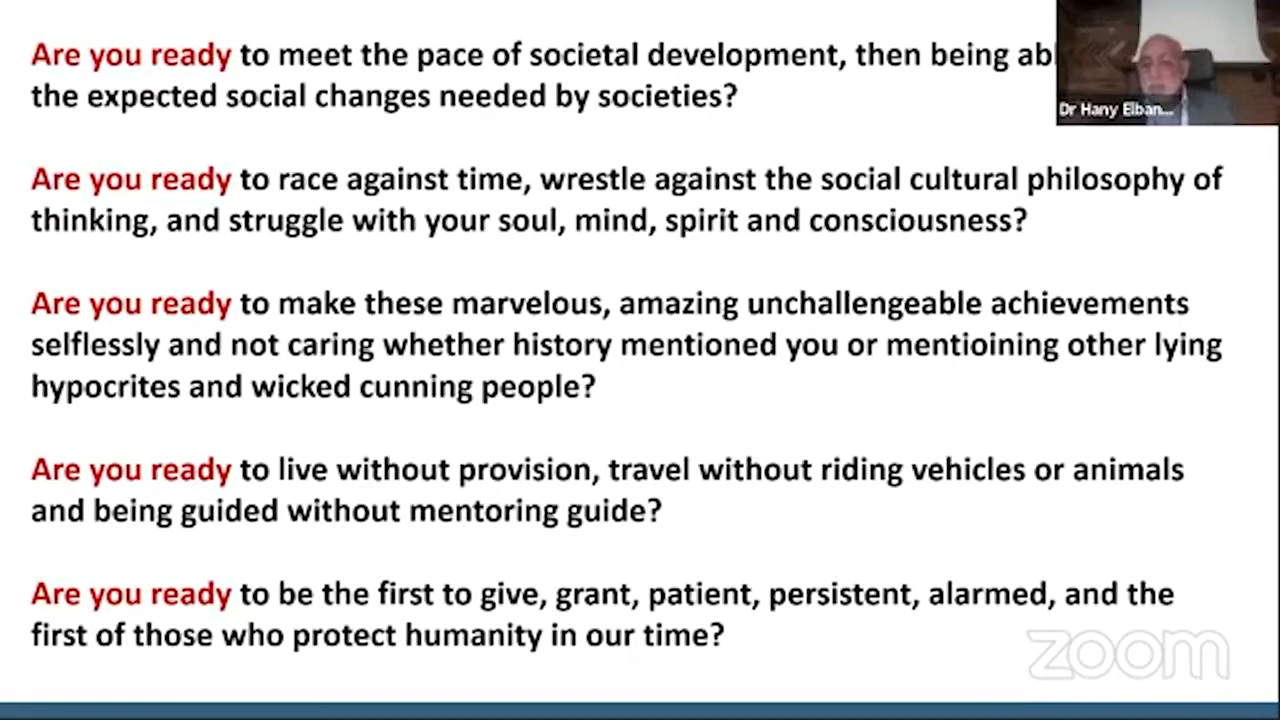 Are you ready to meet the pace of societal development, then being
the expected social changes needed by societies?
Are you ready to race against time, wrestle against the social cultural philosophy of
thinking, and struggle with your soul, mind, spirit and consciousness?
Are you ready to make these marvelous, amazing unchallengeable achievements
selflessly and not caring whether history mentioned you or mentioining other lying
hypocrites and wicked cunning people?
Are you ready to live without provision, travel without riding vehicles or animals
and being guided without mentoring guide?
Are you ready to be the first to give, grant, patient, persistent, alarmed, and the
first of those who protect humanity in our time?
Dr Hany Elban...
zoom